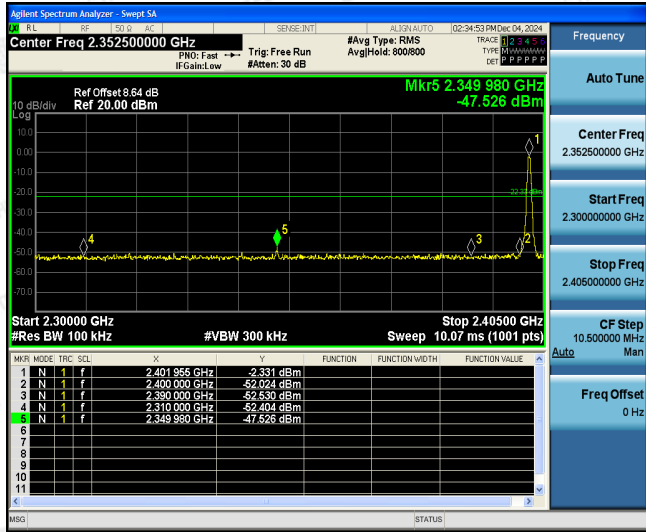 Agilent Spectrum Analyzer - Swept SA
LXI RL RF 50 Ω AC SENSE:INT ALIGN AUTO 02:34:53 PM Dec 04, 2024
Center Freq 2.352500000 GHz
PNO: Fast
IFGain:Low
Trig: Free Run
#Atten: 30 dB
#Avg Type: RMS
Avg|Hold: 800/800
TRACE 1 2 3 4 5 6
TYPE M
DET P P P P P P
Ref Offset 8.64 dB
Ref 20.00 dBm
10 dB/div
Log
Mkr5 2.349 980 GHz
-47.526 dBm
10.0
0.00
-10.0
-20.0
-30.0
-40.0
-50.0
-60.0
-70.0
-22.33 dBm
1
2
3
4
5
Start 2.30000 GHz
Stop 2.40500 GHz
#Res BW 100 kHz
#VBW 300 kHz
Sweep 10.07 ms (1001 pts)
MKR MODE TRC SCL X Y FUNCTION FUNCTION WIDTH FUNCTION VALUE
1 N 1 f 2.401 955 GHz -2.331 dBm
2 N 1 f 2.400 000 GHz -52.024 dBm
3 N 1 f 2.390 000 GHz -52.530 dBm
4 N 1 f 2.310 000 GHz -52.404 dBm
5 N 1 f 2.349 980 GHz -47.526 dBm
6
7
8
9
10
11
MSG
STATUS
Frequency
Auto Tune
Center Freq
2.352500000 GHz
Start Freq
2.300000000 GHz
Stop Freq
2.405000000 GHz
CF Step
10.500000 MHz
Auto Man
Freq Offset
0 Hz